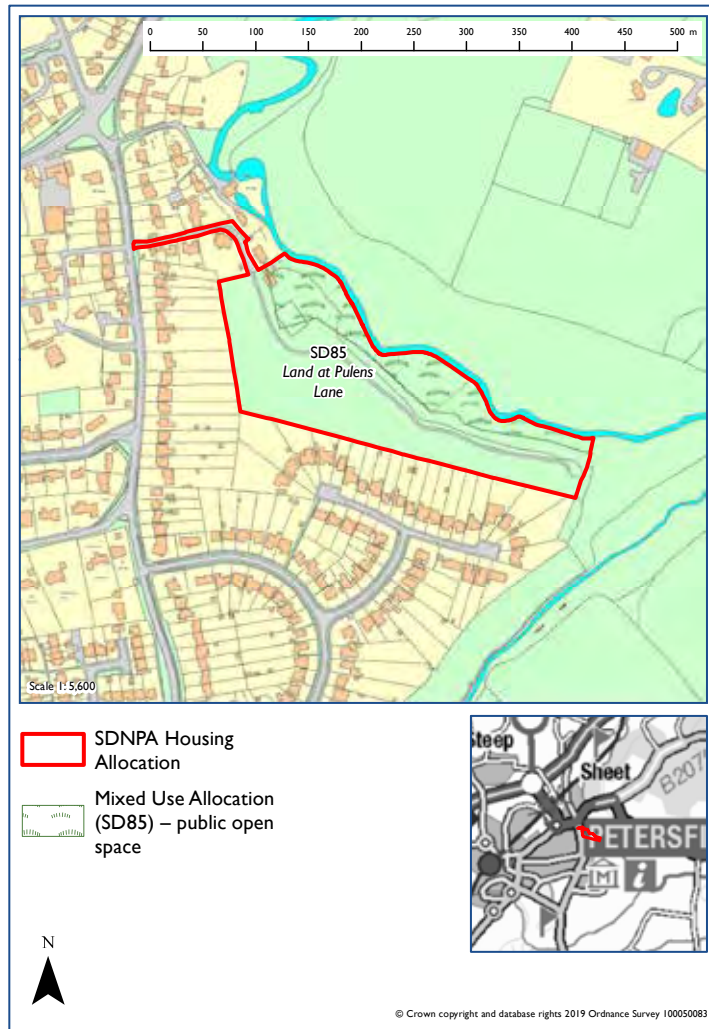 0 50 100 150 200 250 300 350 400 450 500 m
SD85
Land at Pulens
Lane
Scale 1: 5,600
SDNPA Housing
Allocation
Mixed Use Allocation
(SD85) – public open
space
N
Steep
Sheet
B207
PETERSFI
M
i
© Crown copyright and database rights 2019 Ordnance Survey 100050083